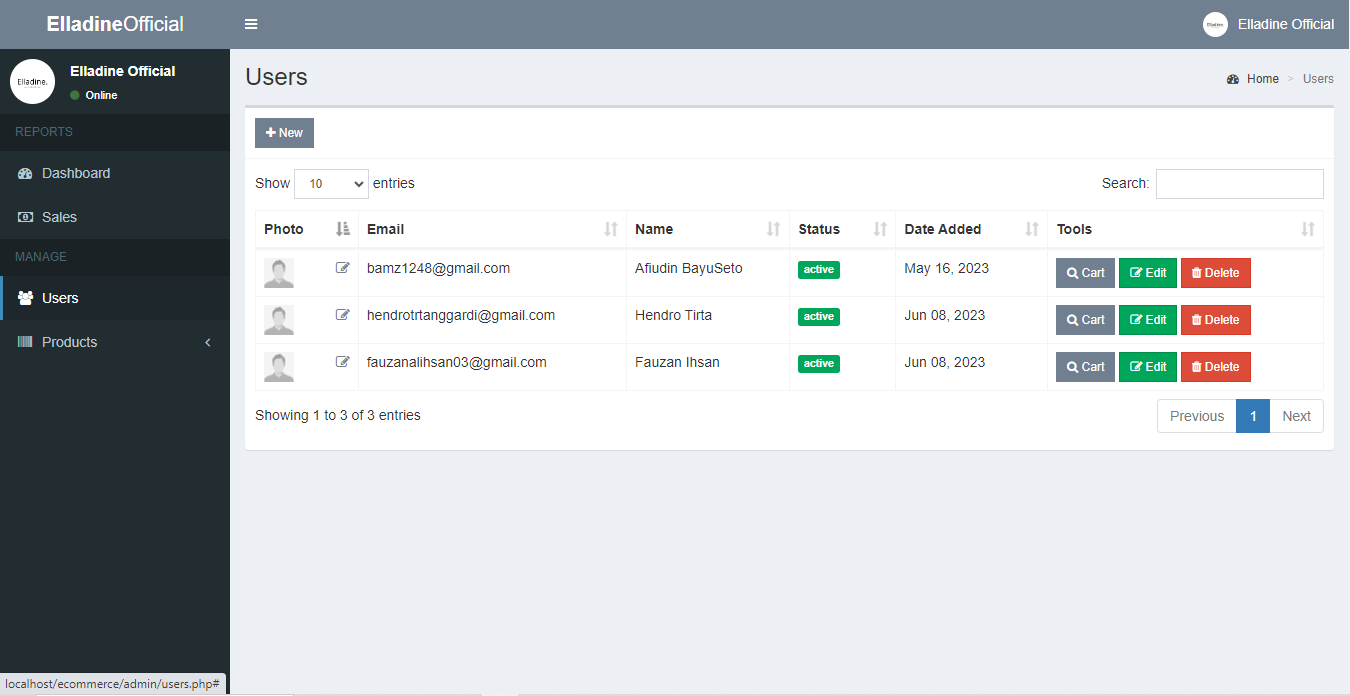 ElladineOfficial
Elladine Official
Elladine.
Elladine Official
Online
REPORTS
Dashboard
Sales
MANAGE
Users
Products
Users
Home > Users
New
Show 10 entries
Search:
Photo Email Name Status Date Added Tools
bamz1248@gmail.com Afiudin BayuSeto active May 16, 2023 Cart Edit Delete
hendrotrtanggardi@gmail.com Hendro Tirta active Jun 08, 2023 Cart Edit Delete
fauzanalihsan03@gmail.com Fauzan Ihsan active Jun 08, 2023 Cart Edit Delete
Showing 1 to 3 of 3 entries
Previous 1 Next
localhost/ecommerce/admin/users.php#